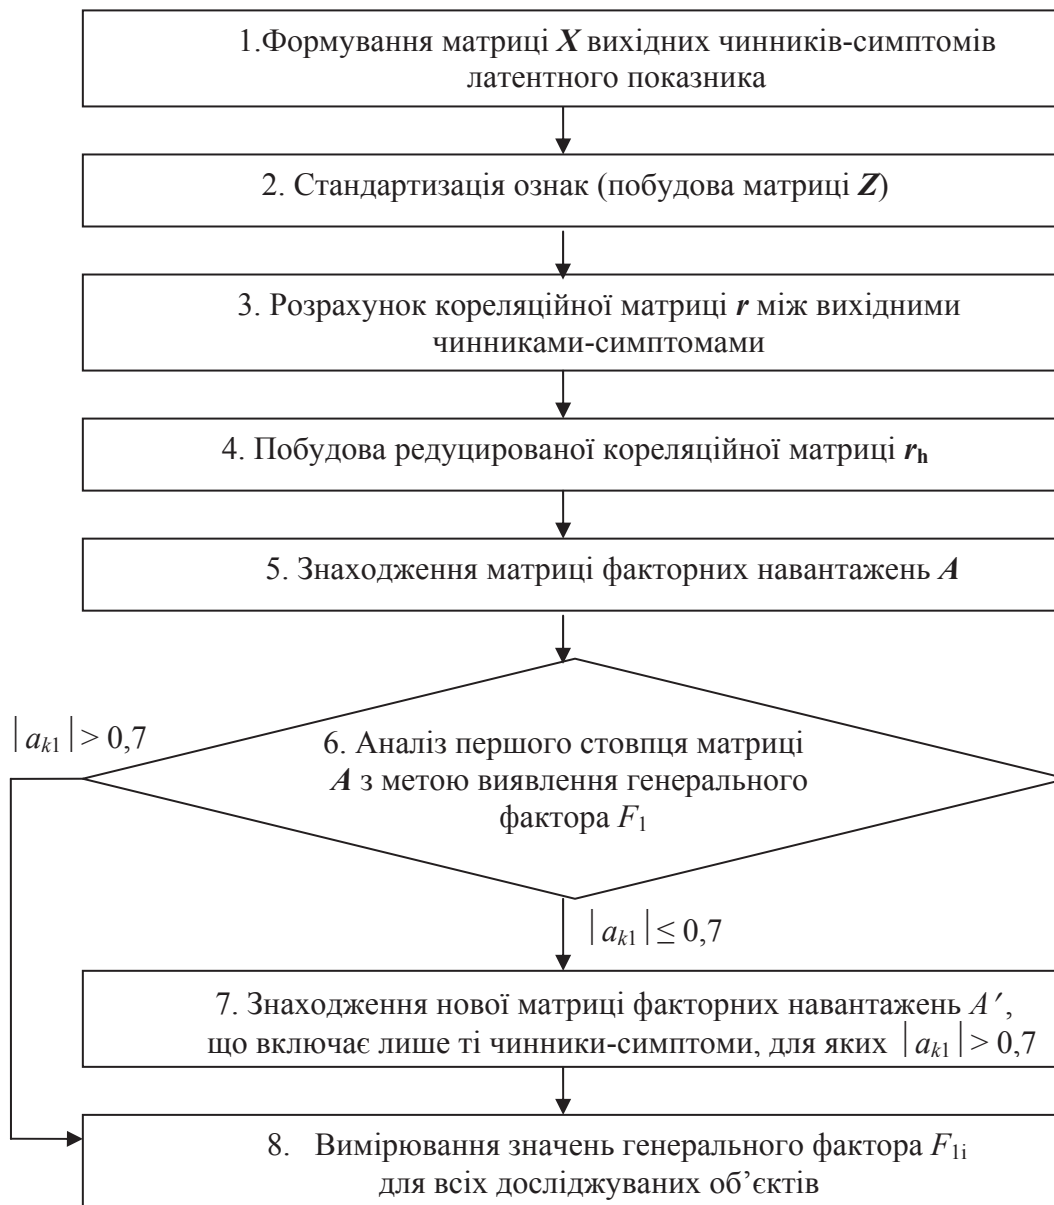 1.Формування матриці X вихідних чинників-симптомів
латентного показника
2. Стандартизація ознак (побудова матриці Z)
3. Розрахунок кореляційної матриці r між вихідними
чинниками-симптомами
4. Побудова редуцированої кореляційної матриці rh
5. Знаходження матриці факторних навантажень A
|ak1| > 0,7
6. Аналіз першого стовпця матриці
A з метою виявлення генерального
фактора F1
|ak1| ≤ 0,7
7. Знаходження нової матриці факторних навантажень A′,
що включає лише ті чинники-симптоми, для яких |ak1| > 0,7
8. Вимірювання значень генерального фактора F1i
для всіх досліджуваних об’єктів